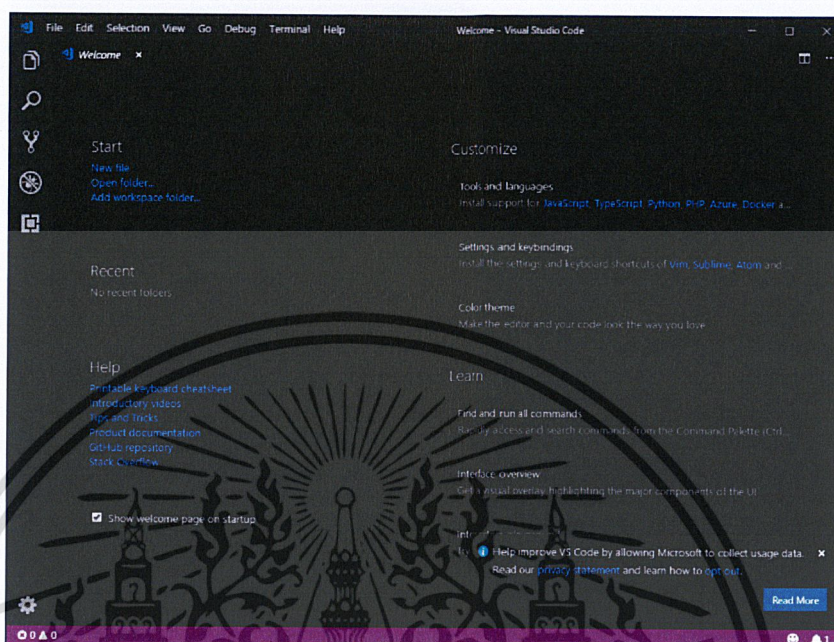 File Edit Selection View Go Debug Terminal Help
Welcome - Visual Studio Code
Welcome
Start
New file
Open folder...
Add workspace folder...
Recent
No recent folders
Help
Printable keyboard cheatsheet
Introductory videos
Tips and Tricks
Product documentation
GitHub repository
Stack Overflow
Show welcome page on startup
Customize
Tools and languages
Install support for JavaScript, TypeScript, Python, PHP, Azure, Docker a...
Settings and keybindings
Install the settings and keyboard shortcuts of Vim, Sublime, Atom and ...
Color theme
Make the editor and your code look the way you love
Learn
Find and run all commands
Rapidly access and search commands from the Command Palette (Ctrl...
Interface overview
Get a visual overlay highlighting the major components of the UI
Help improve VS Code by allowing Microsoft to collect usage data.
Read our privacy statement and learn how to opt out.
Read More
0 0
1